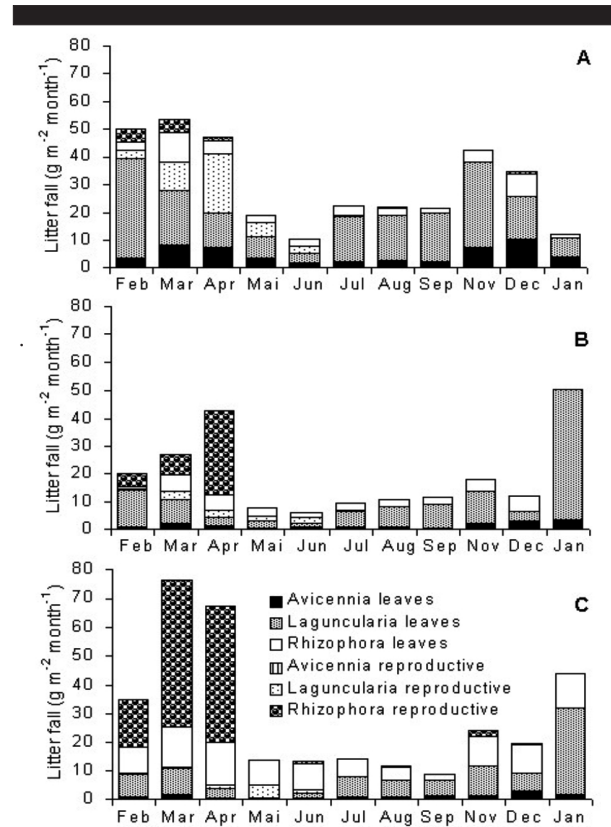 A
Litter fall (g m-2 month-1)
80
70
60
50
40
30
20
10
0
Feb Mar Apr Mai Jun Jul Aug Sep Nov Dec Jan
B
Litter fall (g m-2 month-1)
80
70
60
50
40
30
20
10
0
Feb Mar Apr Mai Jun Jul Aug Sep Nov Dec Jan
C
Litter fall (g m-2 month-1)
80
70
60
50
40
30
20
10
0
Avicennia leaves
Laguncularia leaves
Rhizophora leaves
Avicennia reproductive
Laguncularia reproductive
Rhizophora reproductive
Feb Mar Apr Mai Jun Jul Aug Sep Nov Dec Jan